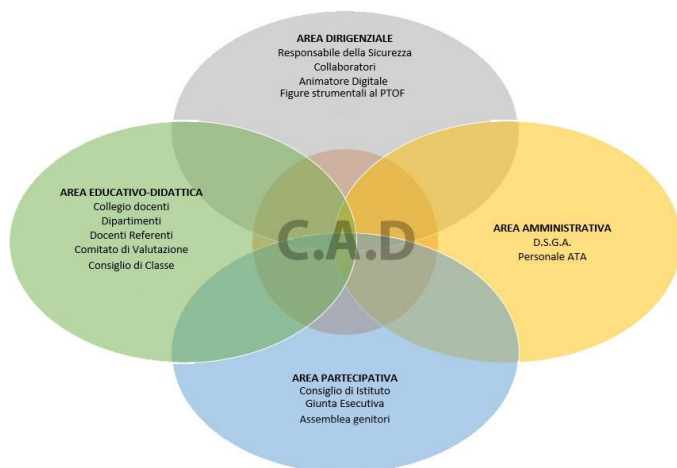 AREA DIRIGENZIALE
Responsabile della Sicurezza
Collaboratori
Animatore Digitale
Figure strumentali al PTOF
AREA EDUCATIVO-DIDATTICA
Collegio docenti
Dipartimenti
Docenti Referenti
Comitato di Valutazione
Consiglio di Classe
C.A.D
AREA AMMINISTRATIVA
D.S.G.A.
Personale ATA
AREA PARTECIPATIVA
Consiglio di Istituto
Giunta Esecutiva
Assemblea genitori